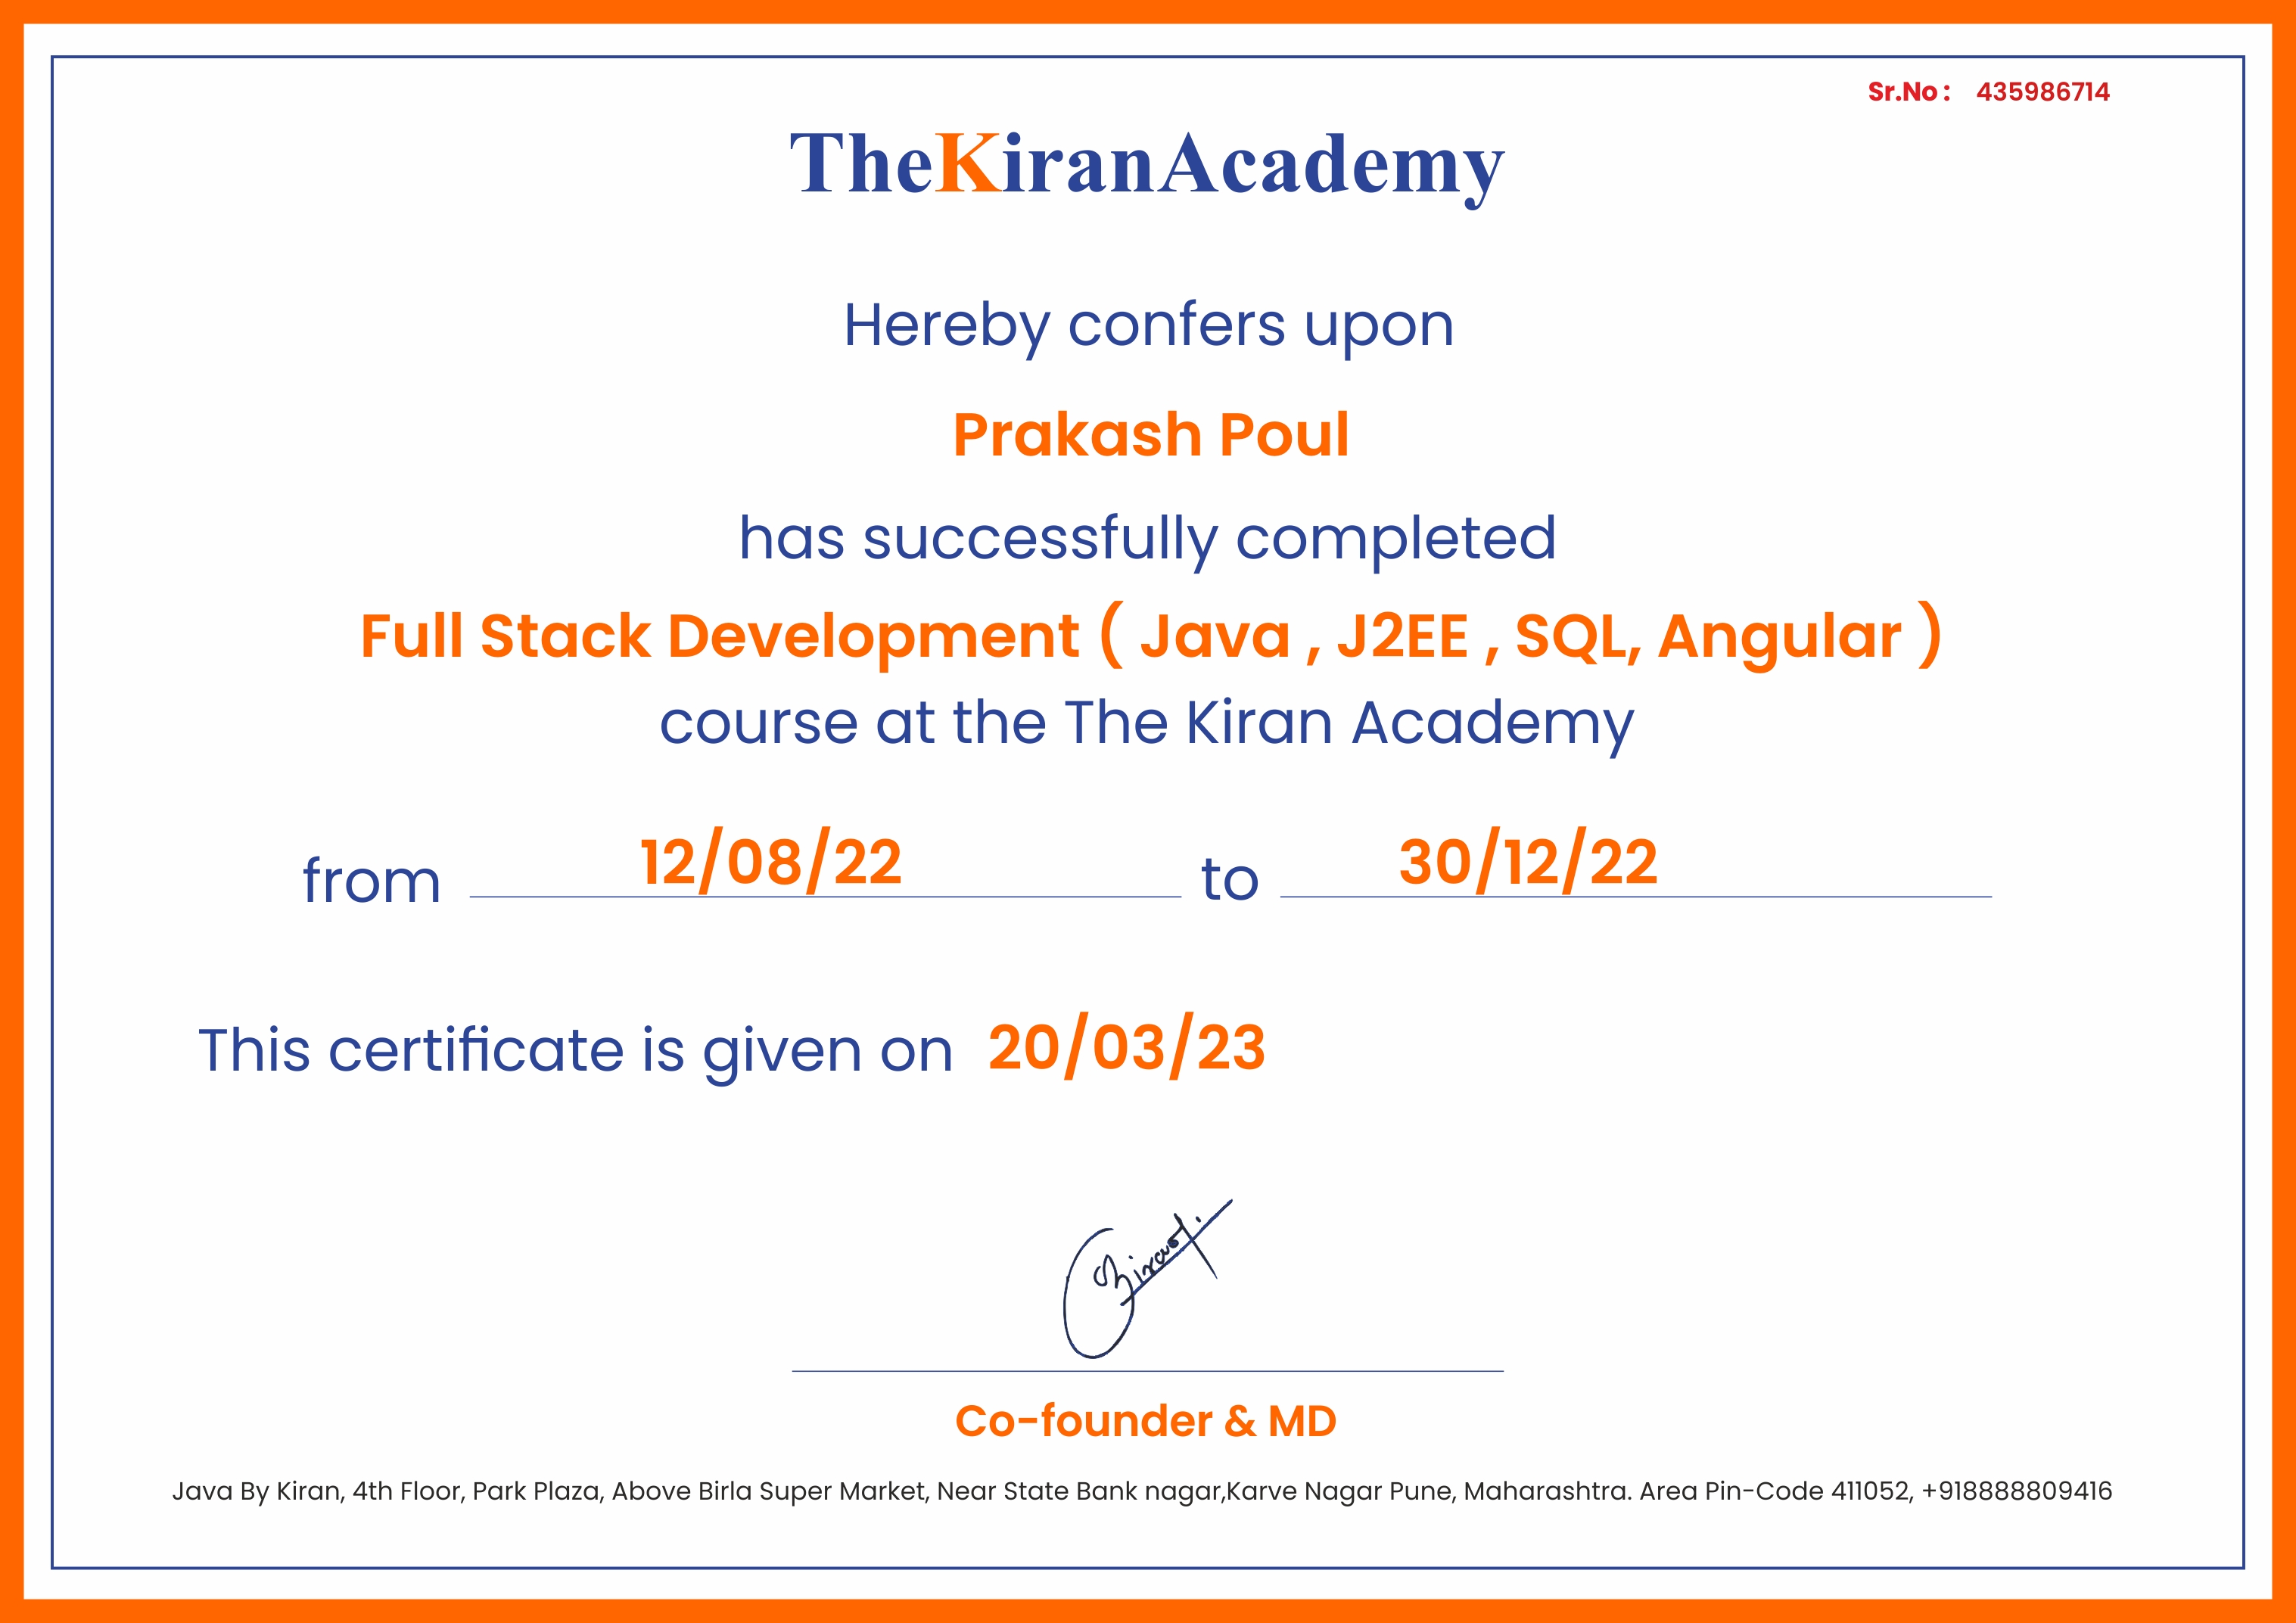 Sr.No : 435986714
TheKiranAcademy
Hereby confers upon
Prakash Poul
has successfully completed
Full Stack Development ( Java , J2EE , SQL, Angular )
course at the The Kiran Academy
from 12/08/22 to 30/12/22
This certificate is given on 20/03/23
Co-founder & MD
Java By Kiran, 4th Floor, Park Plaza, Above Birla Super Market, Near State Bank nagar,Karve Nagar Pune, Maharashtra. Area Pin-Code 411052, +918888809416